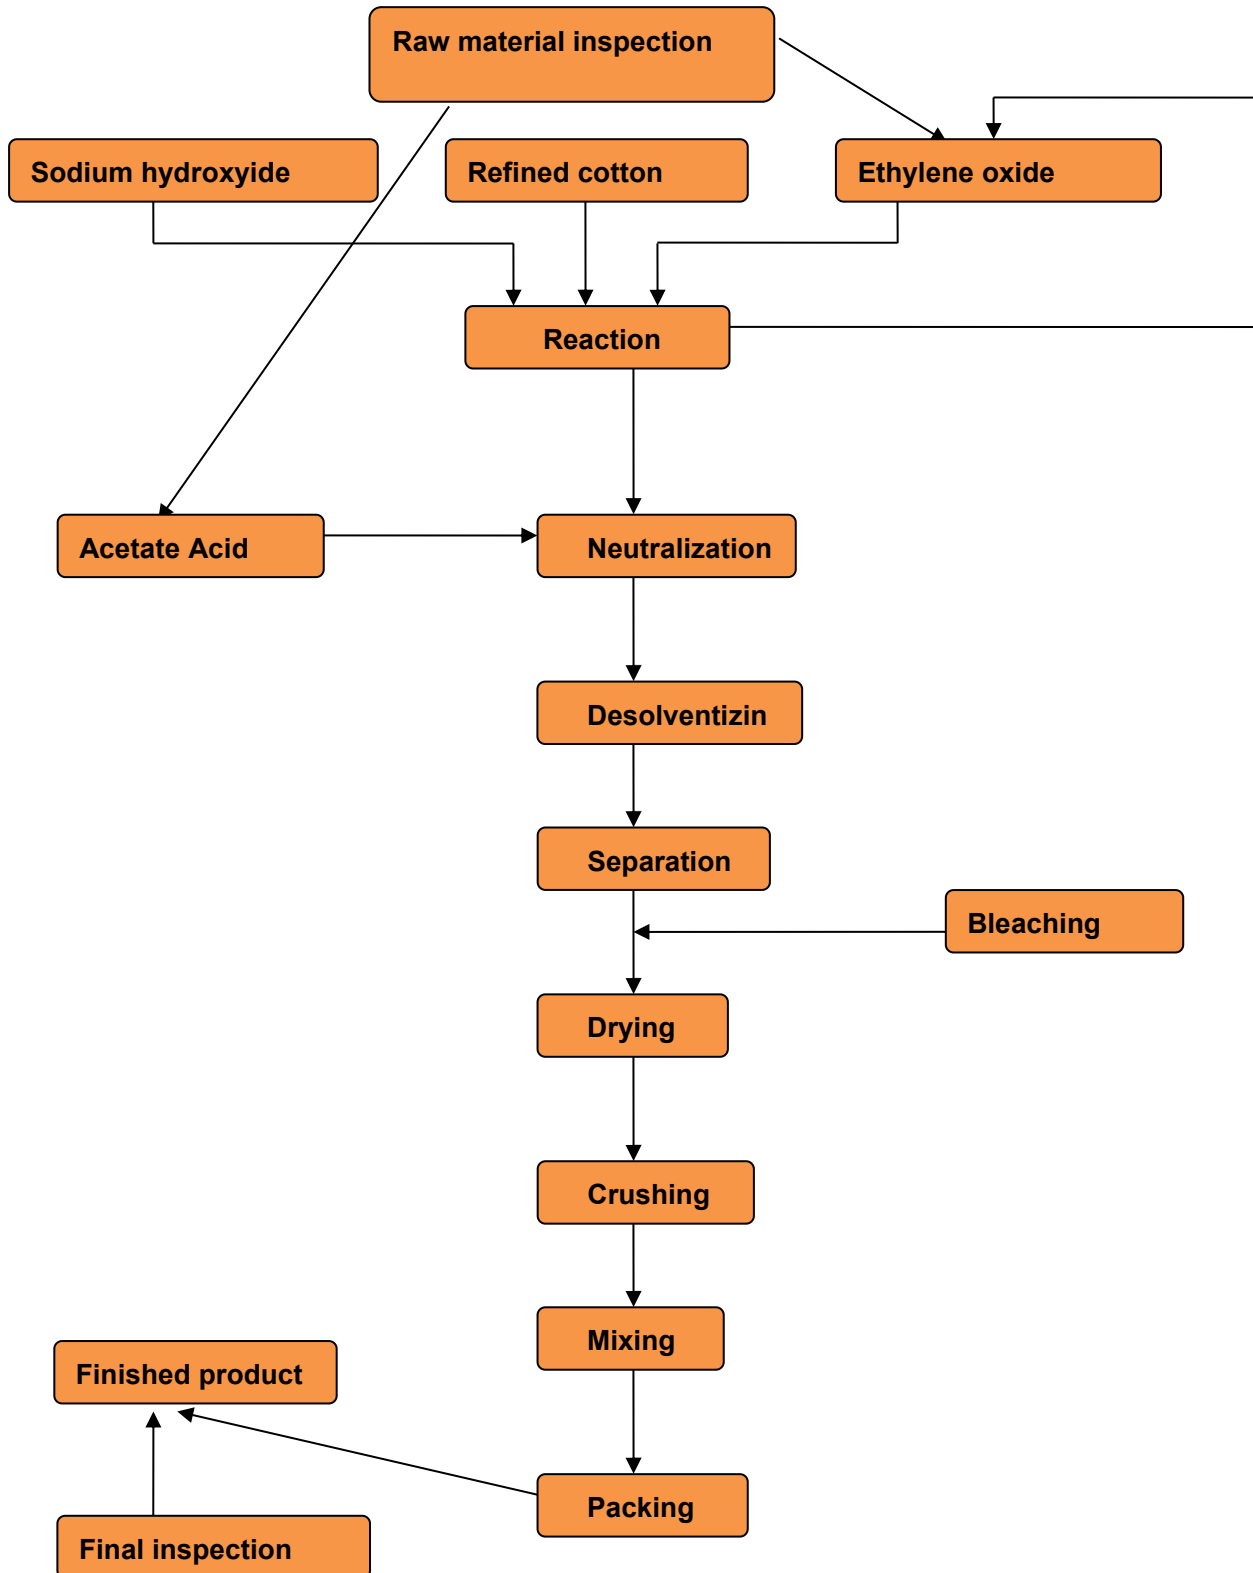 Raw material inspection
Sodium hydroxyide
Refined cotton
Ethylene oxide
Reaction
Acetate Acid
Neutralization
Desolventizin
Separation
Bleaching
Drying
Crushing
Mixing
Finished product
Packing
Final inspection